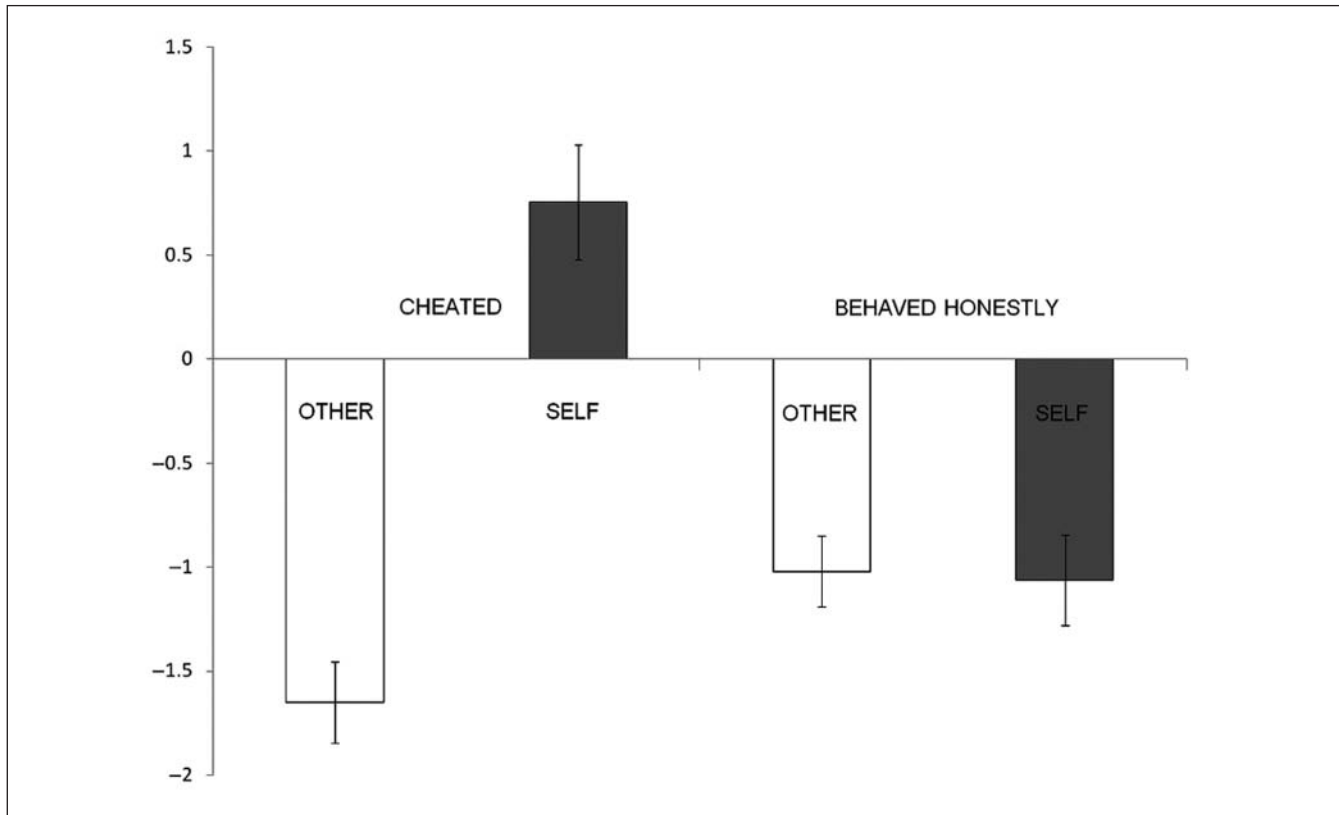 1.5
1
0.5
CHEATED
BEHAVED HONESTLY
0
OTHER
SELF
OTHER
SELF
–0.5
–1
–1.5
–2